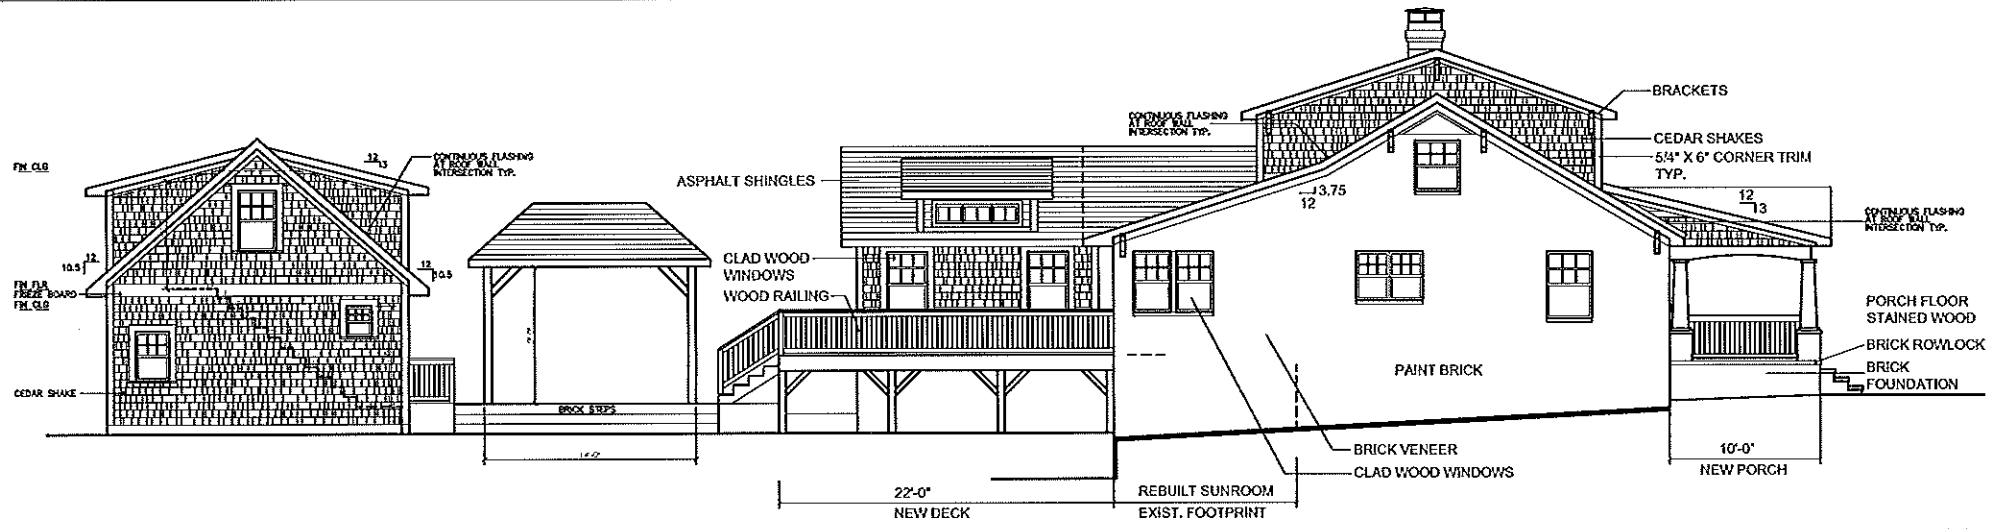 FIN CLG
12
3
CONTINUOUS FLASHING
AT ROOF WALL
INTERSECTION TYP.
12
10.5
12
10.5
FIN FLR
FRIEZE BOARD
FIN CLG
CEDAR SHAKE
BRICK STEPS
14'-0"
ASPHALT SHINGLES
CLAD WOOD
WINDOWS
WOOD RAILING
CONTINUOUS FLASHING
AT ROOF WALL
INTERSECTION TYP.
3.75
12
BRACKETS
CEDAR SHAKES
5/4" X 6" CORNER TRIM
TYP.
12
3
CONTINUOUS FLASHING
AT ROOF WALL
INTERSECTION TYP.
PORCH FLOOR
STAINED WOOD
BRICK ROWLOCK
BRICK
FOUNDATION
PAINT BRICK
BRICK VENEER
CLAD WOOD WINDOWS
10'-0"
NEW PORCH
22'-0"
NEW DECK
REBUILT SUNROOM
EXIST. FOOTPRINT